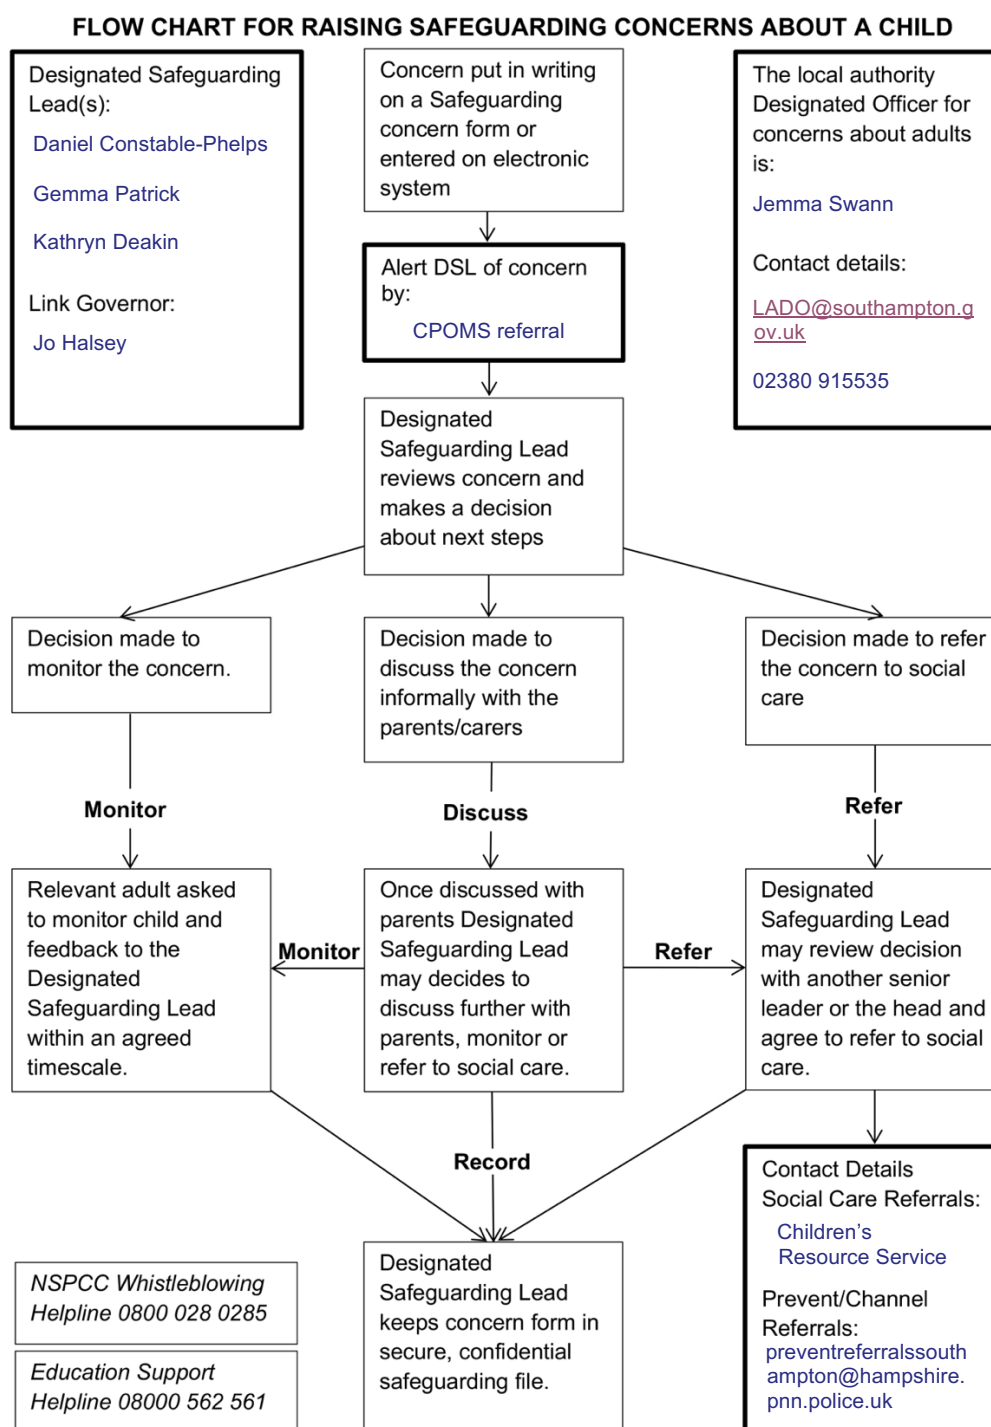 FLOW CHART FOR RAISING SAFEGUARDING CONCERNS ABOUT A CHILD
Designated Safeguarding
Lead(s):
Daniel Constable-Phelps
Gemma Patrick
Kathryn Deakin
Link Governor:
Jo Halsey
Concern put in writing
on a Safeguarding
concern form or
entered on electronic
system
The local authority
Designated Officer for
concerns about adults
is:
Jemma Swann
Contact details:
LADO@southampton.g
ov.uk
02380 915535
Alert DSL of concern
by:
CPOMS referral
Designated
Safeguarding Lead
reviews concern and
makes a decision
about next steps
Decision made to
monitor the concern.
Decision made to
discuss the concern
informally with the
parents/carers
Decision made to refer
the concern to social
care
Monitor
Discuss
Refer
Relevant adult asked
to monitor child and
feedback to the
Designated
Safeguarding Lead
within an agreed
timescale.
Monitor
Once discussed with
parents Designated
Safeguarding Lead
may decides to
discuss further with
parents, monitor or
refer to social care.
Refer
Designated
Safeguarding Lead
may review decision
with another senior
leader or the head and
agree to refer to social
care.
Record
Contact Details
Social Care Referrals:
Children's
Resource Service
Prevent/Channel
Referrals:
preventreferralssouth
ampton@hampshire.
pnn.police.uk
Designated
Safeguarding Lead
keeps concern form in
secure, confidential
safeguarding file.
NSPCC Whistleblowing
Helpline 0800 028 0285
Education Support
Helpline 08000 562 561